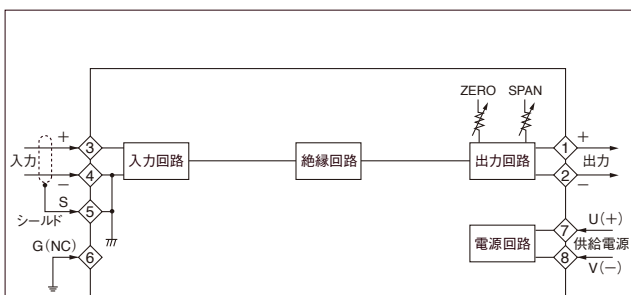 ZERO SPAN
入力
+
3
入力回路
絶縁回路
出力回路
1
+
出力
−
4
2
−
シールド
S
5
G(NC)
6
電源回路
7
U(+)
供給電源
8
V(−)